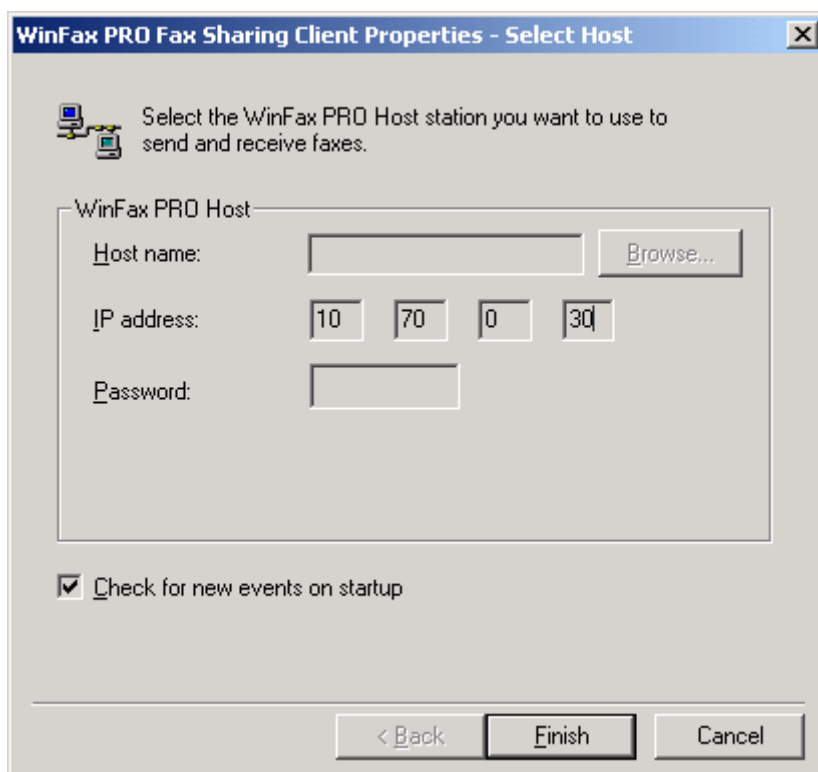 WinFax PRO Fax Sharing Client Properties - Select Host
Select the WinFax PRO Host station you want to use to
send and receive faxes.
WinFax PRO Host
Host name:
Browse...
IP address:
10 70 0 30
Password:
Check for new events on startup
< Back
Finish
Cancel